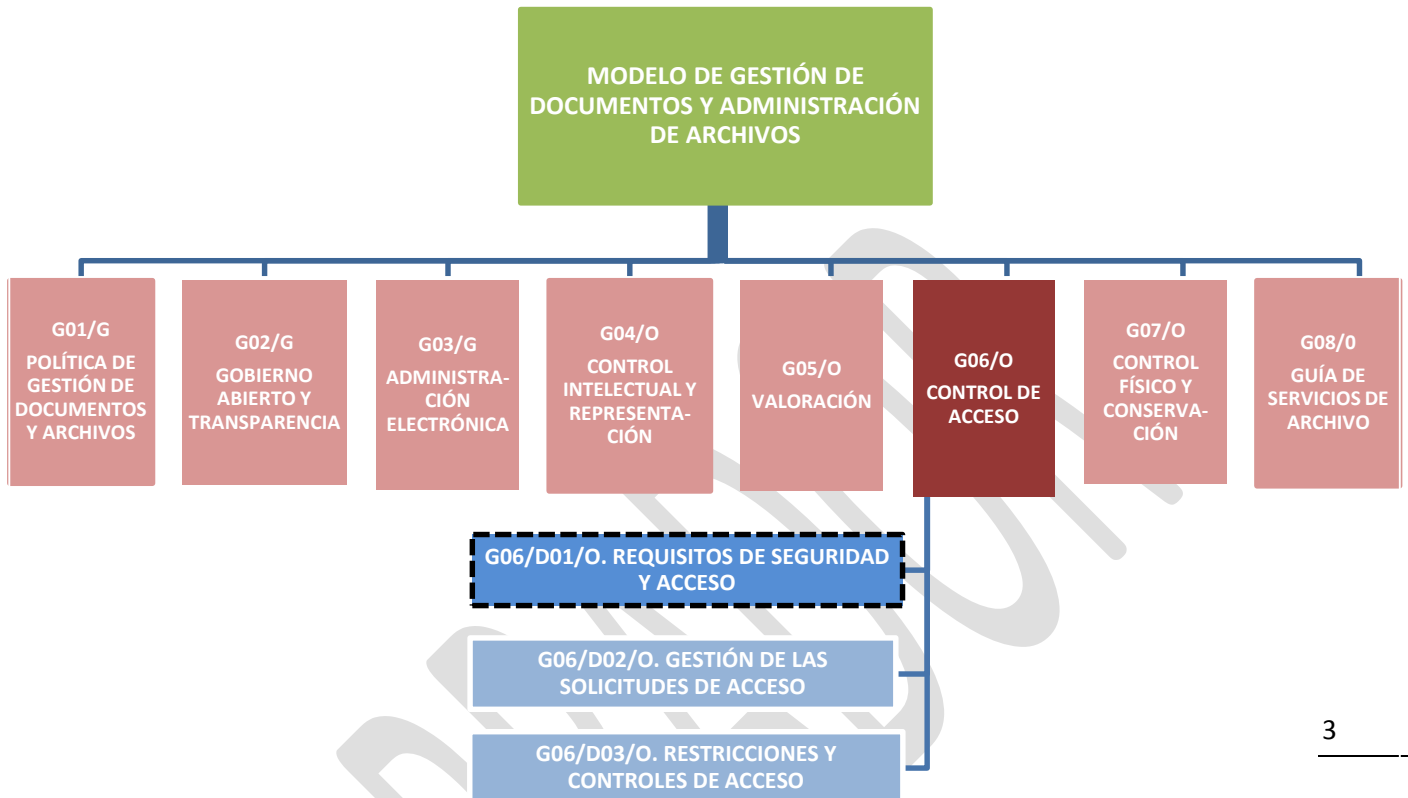 MODELO DE GESTIÓN DE
DOCUMENTOS Y ADMINISTRACIÓN
DE ARCHIVOS
G01/G
POLÍTICA DE
GESTIÓN DE
DOCUMENTOS
Y ARCHIVOS
G02/G
GOBIERNO
ABIERTO Y
TRANSPARENCIA
G03/G
ADMINISTRA-
CIÓN
ELECTRÓNICA
G04/O
CONTROL
INTELECTUAL Y
REPRESENTA-
CIÓN
G05/O
VALORACIÓN
G06/O
CONTROL DE
ACCESO
G07/O
CONTROL
FÍSICO Y
CONSERVA-
CIÓN
G08/0
GUÍA DE
SERVICIOS DE
ARCHIVO
G06/D01/O. REQUISITOS DE SEGURIDAD
Y ACCESO
G06/D02/O. GESTIÓN DE LAS
SOLICITUDES DE ACCESO
G06/D03/O. RESTRICCIONES Y
CONTROLES DE ACCESO
3